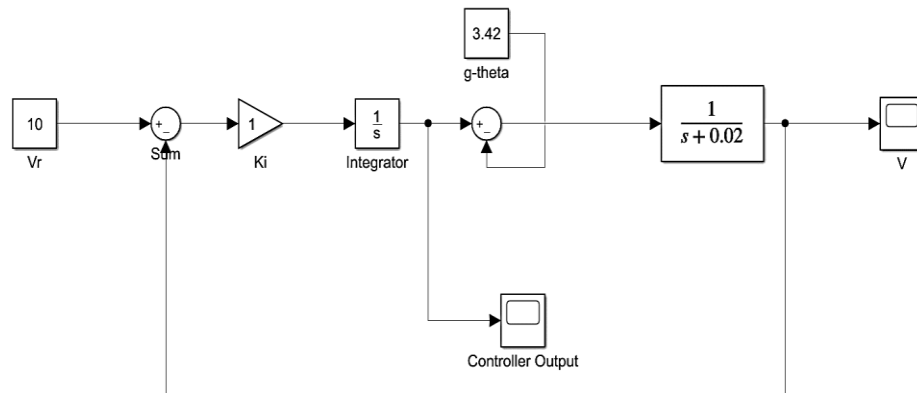 3.42
g-theta
10
Vr
+
−
Sum
1
Ki
1
s
Integrator
+
−
1
s + 0.02
V
Controller Output